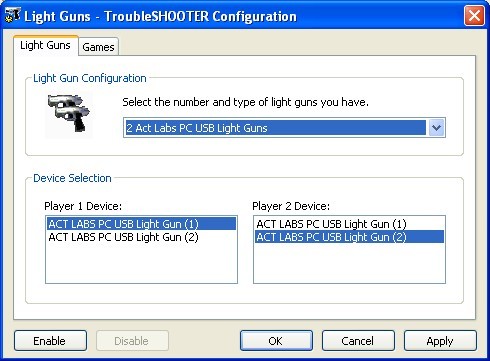 Light Guns - TroubleSHOOTER Configuration
Light Guns Games
Light Gun Configuration
Select the number and type of light guns you have.
2 Act Labs PC USB Light Guns
Device Selection
Player 1 Device: Player 2 Device:
ACT LABS PC USB Light Gun (1) ACT LABS PC USB Light Gun (1)
ACT LABS PC USB Light Gun (2) ACT LABS PC USB Light Gun (2)
Enable Disable OK Cancel Apply